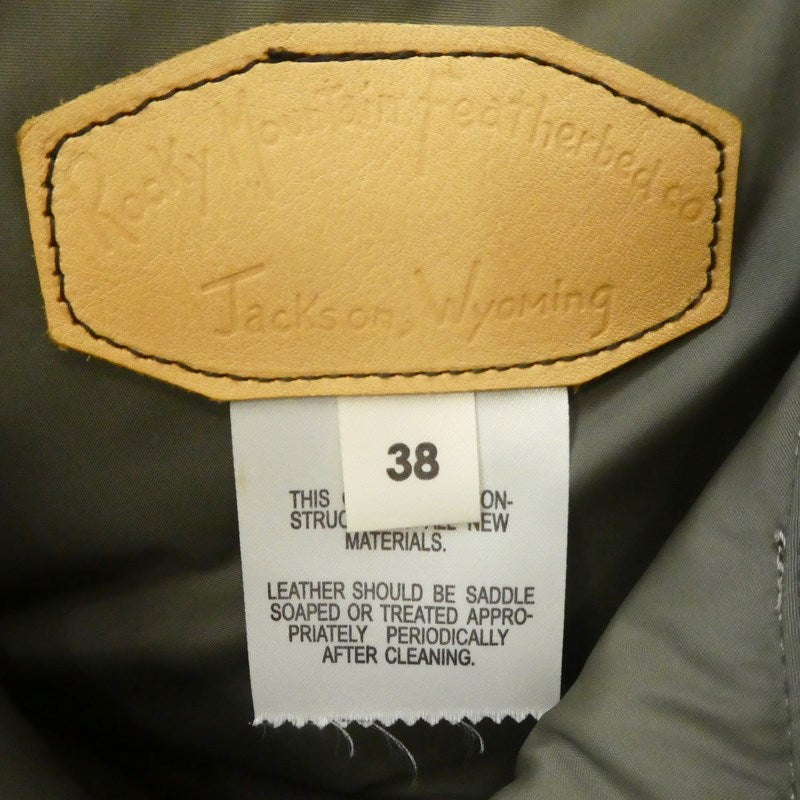 Rocky Mountain Featherbed co
Jackson, Wyoming
38
THIS ON-
STRUC NEW
MATERIALS.
LEATHER SHOULD BE SADDLE
SOAPED OR TREATED APPRO-
PRIATELY PERIODICALLY
AFTER CLEANING.